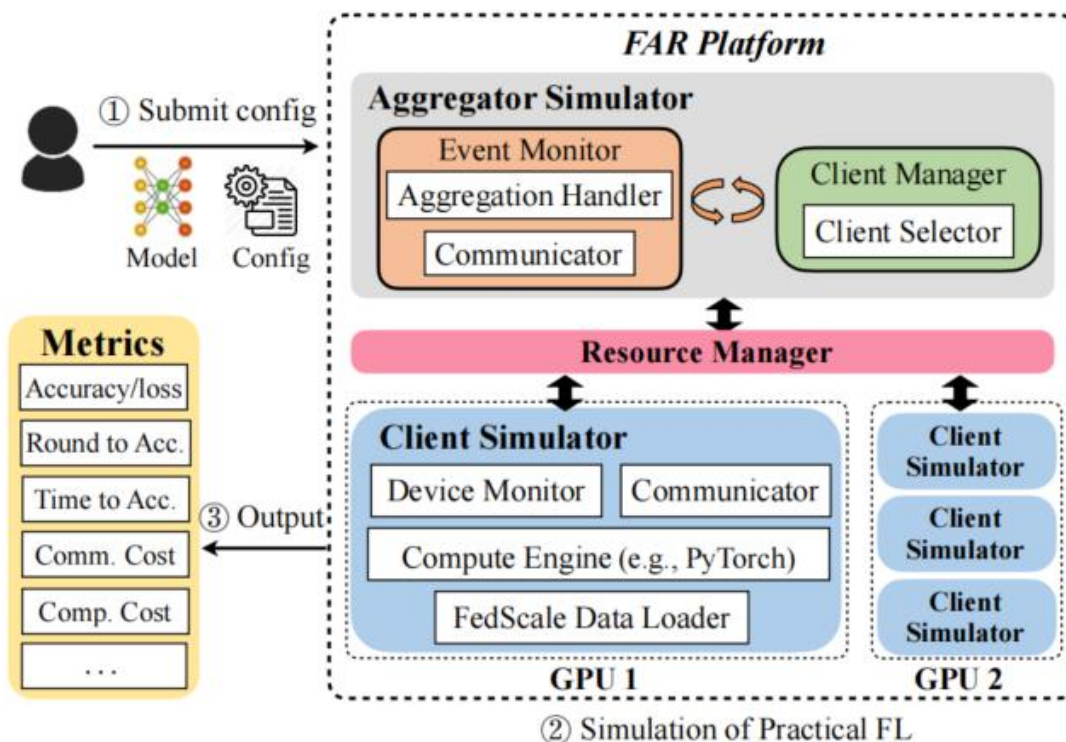 FAR Platform
① Submit config
Model
Config
Aggregator Simulator
Event Monitor
Aggregation Handler
Communicator
Client Manager
Client Selector
Resource Manager
Metrics
Accuracy/loss
Round to Acc.
Time to Acc.
Comm. Cost
Comp. Cost
...
③ Output
Client Simulator
Device Monitor
Communicator
Compute Engine (e.g., PyTorch)
FedScale Data Loader
GPU 1
Client
Simulator
Client
Simulator
Client
Simulator
GPU 2
② Simulation of Practical FL